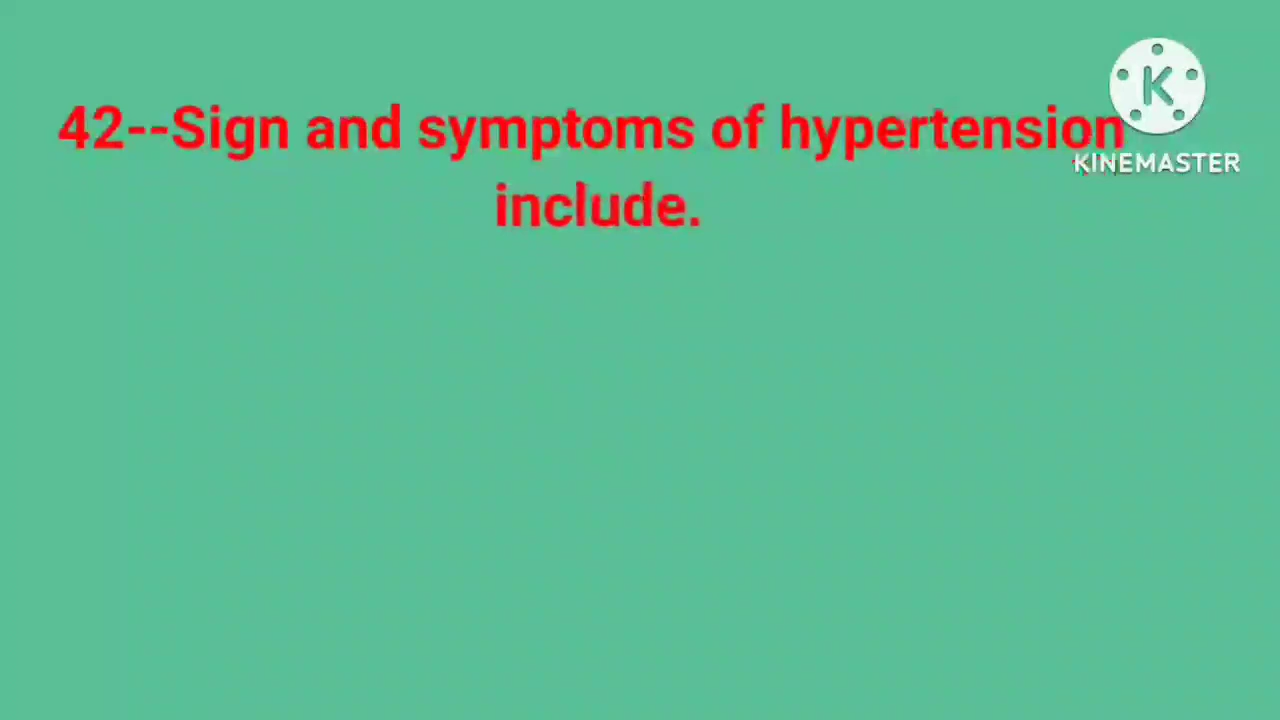 42--Sign and symptoms of hypertension
include.
K
KINEMASTER